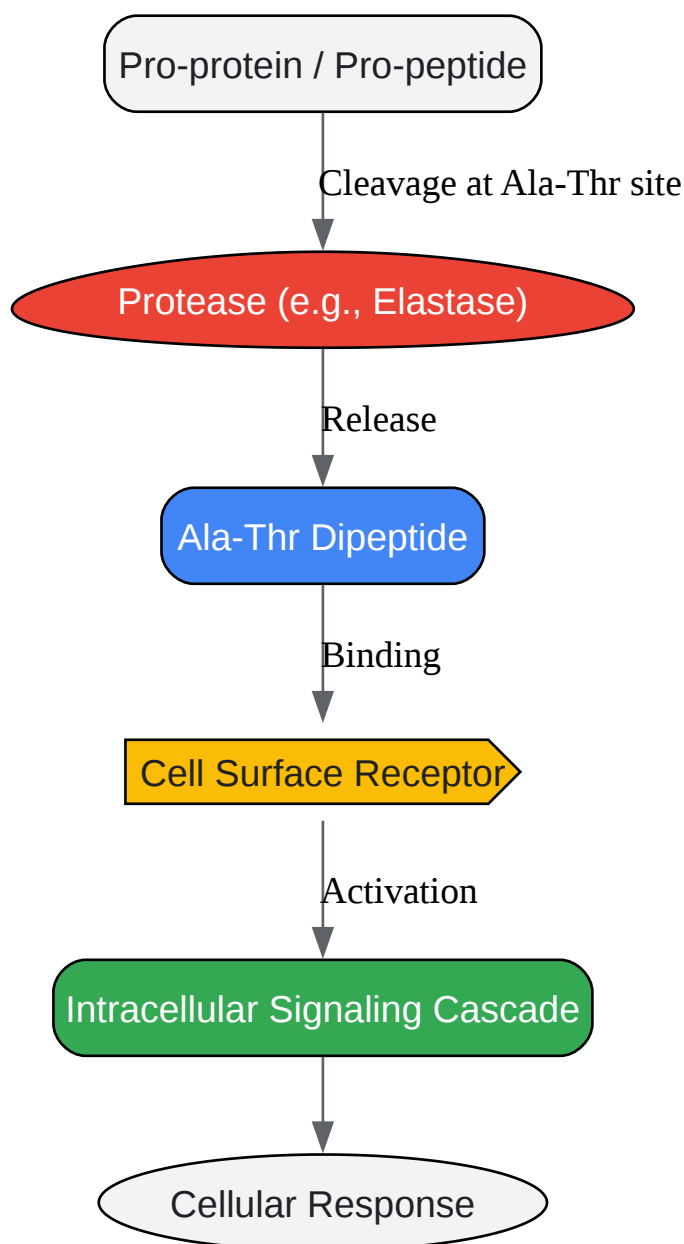 Pro-protein / Pro-peptide
Cleavage at Ala-Thr site
Protease (e.g., Elastase)
Release
Ala-Thr Dipeptide
Binding
Cell Surface Receptor
Activation
Intracellular Signaling Cascade
Cellular Response